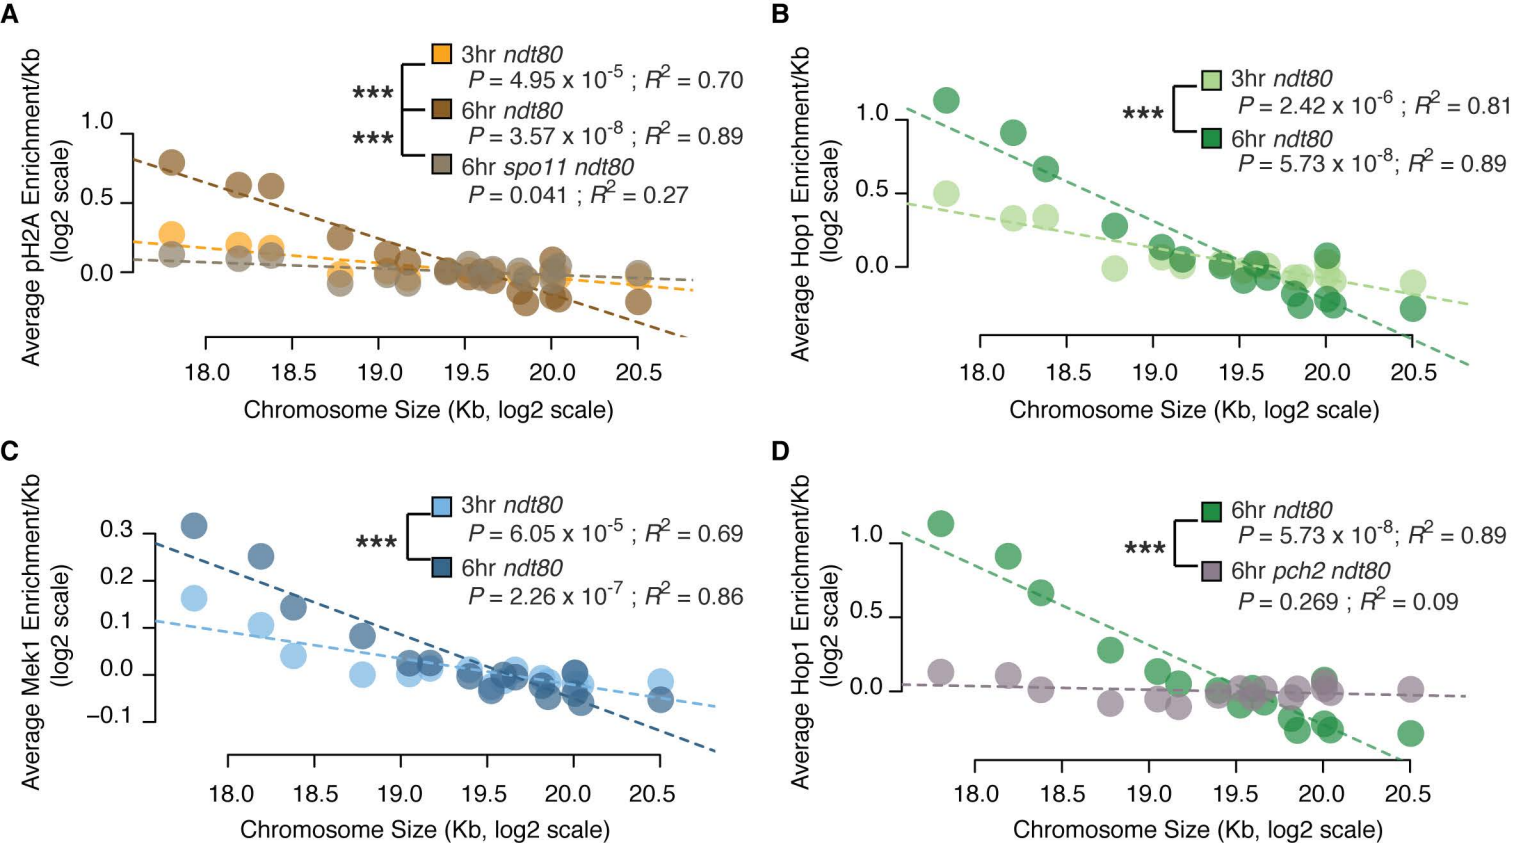 A
Average pH2A Enrichment/Kb
(log2 scale)
1.0
0.5
0.0
3hr ndt80
P = 4.95 x 10-5 ; R2 = 0.70
***
6hr ndt80
P = 3.57 x 10-8 ; R2 = 0.89
***
6hr spo11 ndt80
P = 0.041 ; R2 = 0.27
18.0 18.5 19.0 19.5 20.0 20.5
Chromosome Size (Kb, log2 scale)
B
Average Hop1 Enrichment/Kb
(log2 scale)
1.0
0.5
0.0
3hr ndt80
P = 2.42 x 10-6 ; R2 = 0.81
***
6hr ndt80
P = 5.73 x 10-8; R2 = 0.89
18.0 18.5 19.0 19.5 20.0 20.5
Chromosome Size (Kb, log2 scale)
C
Average Mek1 Enrichment/Kb
(log2 scale)
0.3
0.2
0.1
0.0
−0.1
3hr ndt80
P = 6.05 x 10-5 ; R2 = 0.69
***
6hr ndt80
P = 2.26 x 10-7 ; R2 = 0.86
18.0 18.5 19.0 19.5 20.0 20.5
Chromosome Size (Kb, log2 scale)
D
Average Hop1 Enrichment/Kb
(log2 scale)
1.0
0.5
0.0
6hr ndt80
P = 5.73 x 10-8; R2 = 0.89
***
6hr pch2 ndt80
P = 0.269 ; R2 = 0.09
18.0 18.5 19.0 19.5 20.0 20.5
Chromosome Size (Kb, log2 scale)